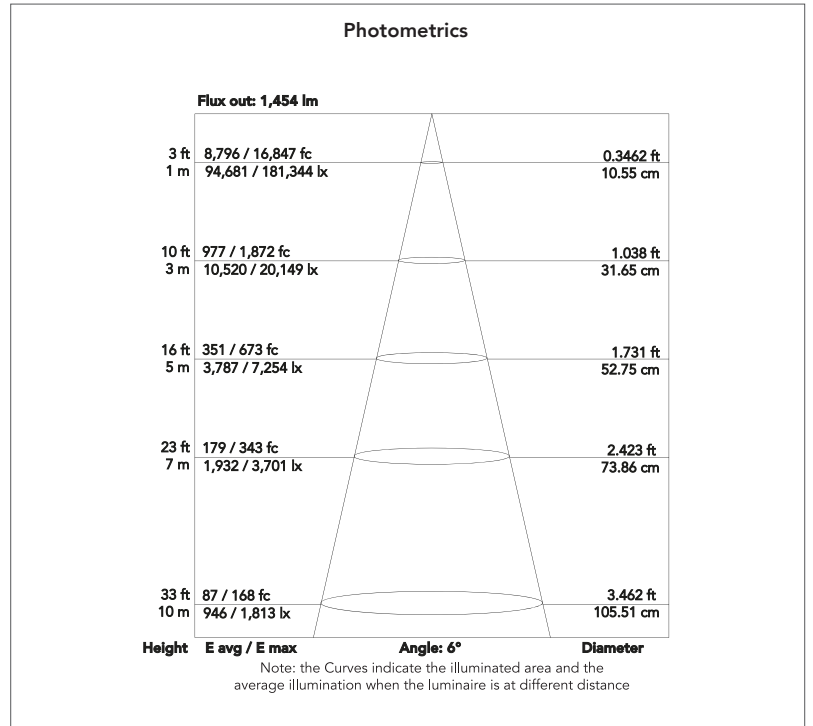 Photometrics
Flux out: 1,454 lm
3 ft 8,796 / 16,847 fc 0.3462 ft
1 m 94,681 / 181,344 lx 10.55 cm
10 ft 977 / 1,872 fc 1.038 ft
3 m 10,520 / 20,149 lx 31.65 cm
16 ft 351 / 673 fc 1.731 ft
5 m 3,787 / 7,254 lx 52.75 cm
23 ft 179 / 343 fc 2.423 ft
7 m 1,932 / 3,701 lx 73.86 cm
33 ft 87 / 168 fc 3.462 ft
10 m 946 / 1,813 lx 105.51 cm
Height E avg / E max Angle: 6° Diameter
Note: the Curves indicate the illuminated area and the
average illumination when the luminaire is at different distance